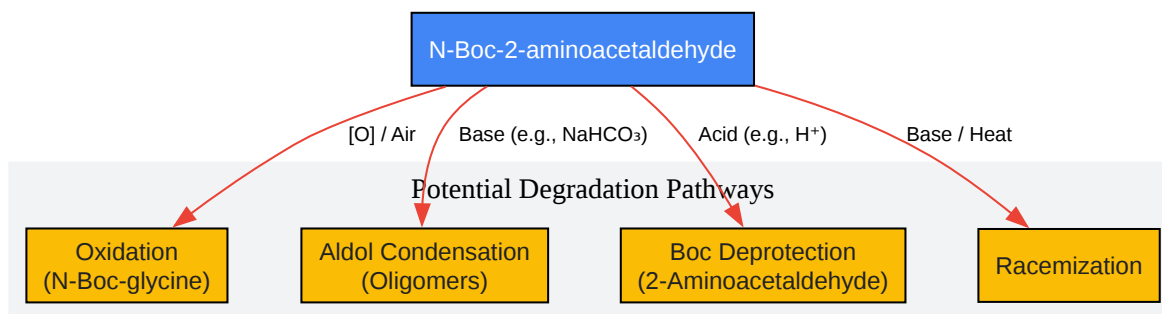 N-Boc-2-aminoacetaldehyde
[O] / Air
Base (e.g., NaHCO₃)
Acid (e.g., H⁺)
Base / Heat
Potential Degradation Pathways
Oxidation
(N-Boc-glycine)
Aldol Condensation
(Oligomers)
Boc Deprotection
(2-Aminoacetaldehyde)
Racemization